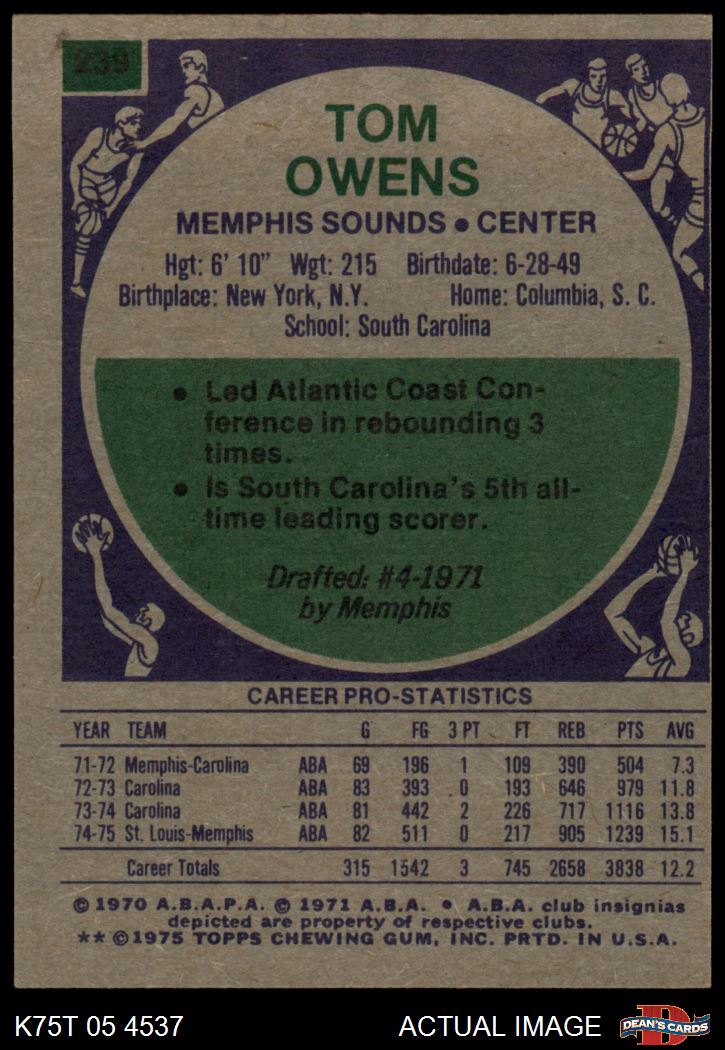 239
TOM
OWENS
MEMPHIS SOUNDS • CENTER
Hgt: 6' 10" Wgt: 215 Birthdate: 6-28-49
Birthplace: New York, N.Y. Home: Columbia, S. C.
School: South Carolina
• Led Atlantic Coast Con-
ference in rebounding 3
times.
• Is South Carolina's 5th all-
time leading scorer.
Drafted: #4-1971
by Memphis
CAREER PRO-STATISTICS
YEAR TEAM G FG 3 PT FT REB PTS AVG
71-72 Memphis-Carolina ABA 69 196 1 109 390 504 7.3
72-73 Carolina ABA 83 393 0 193 646 979 11.8
73-74 Carolina ABA 81 442 2 226 717 1116 13.8
74-75 St. Louis-Memphis ABA 82 511 0 217 905 1239 15.1
Career Totals 315 1542 3 745 2658 3838 12.2
© 1970 A.B.A.P.A. © 1971 A.B.A. • A.B.A. club insignias
depicted are property of respective clubs.
** © 1975 TOPPS CHEWING GUM, INC. PRTD. IN U.S.A.
K75T 05 4537 ACTUAL IMAGE D DEAN'S CARDS